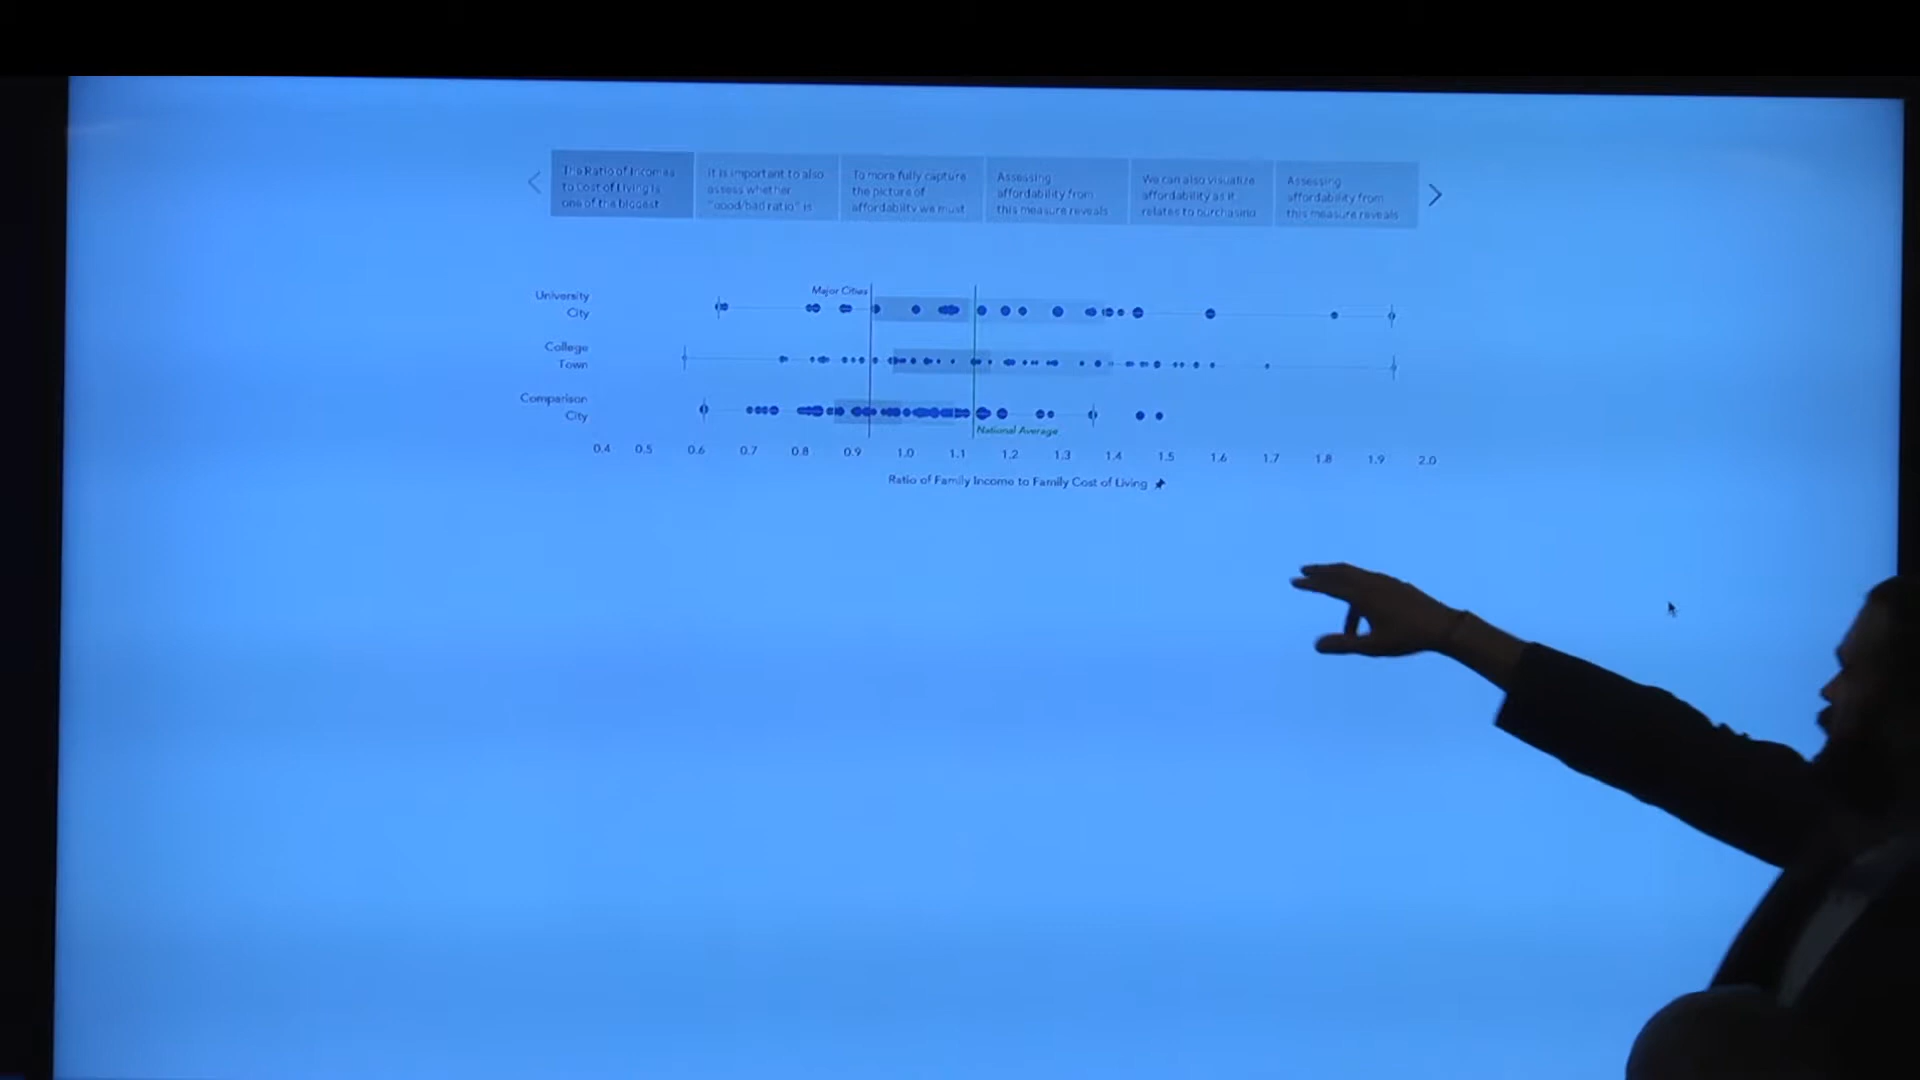 The Ratio of Incomes
to Cost of Living is
one of the biggest
It is important to also
assess whether
"good/bad ratio" is
To more fully capture
the picture of
affordability we must
Assessing
affordability from
this measure reveals
We can also visualize
affordability as it
relates to purchasing
Assessing
affordability from
this measure reveals
Major Cities
University
City
College
Town
Comparison
City
National Average
0.4 0.5 0.6 0.7 0.8 0.9 1.0 1.1 1.2 1.3 1.4 1.5 1.6 1.7 1.8 1.9 2.0
Ratio of Family Income to Family Cost of Living